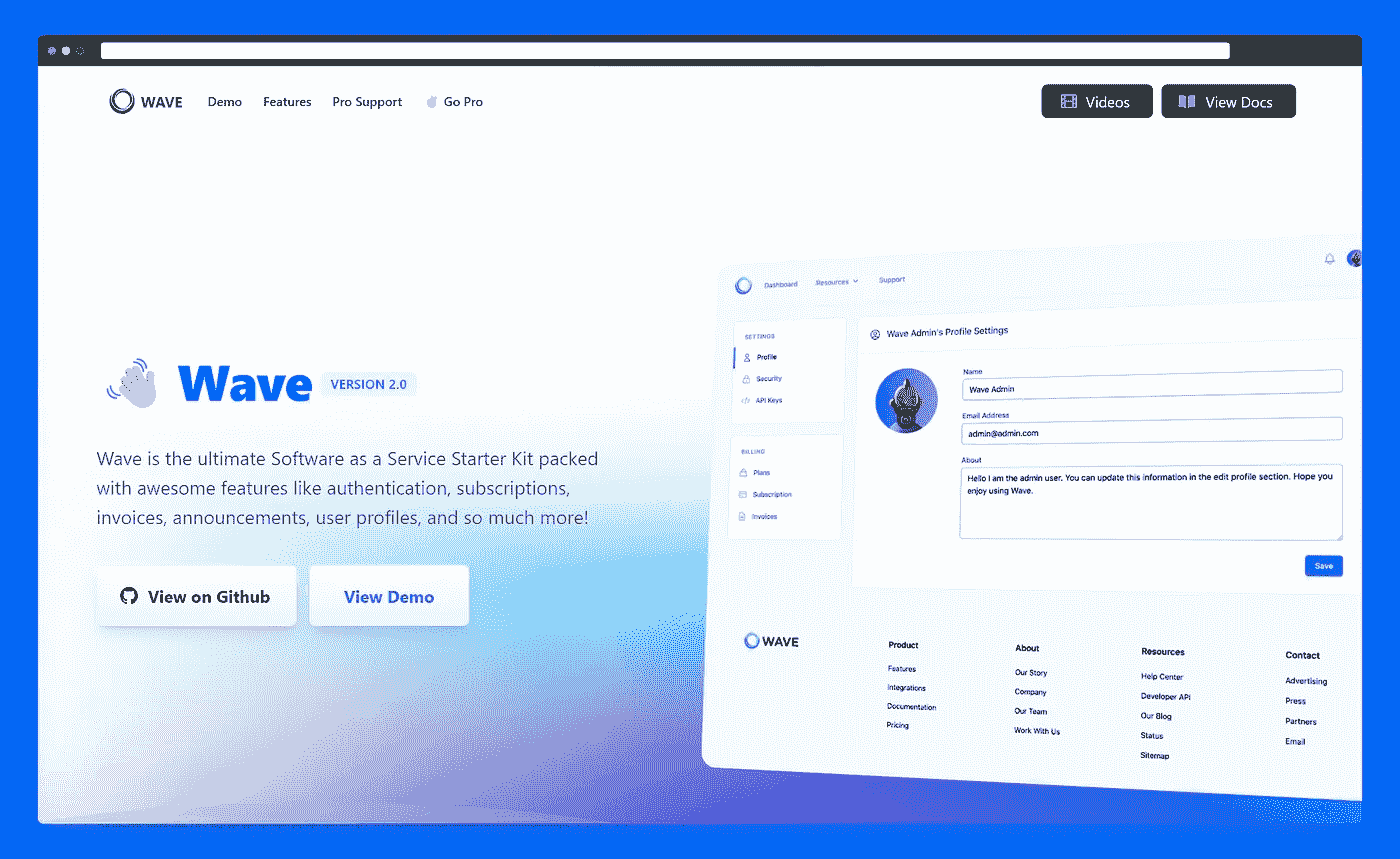 WAVE Demo Features Pro Support Go Pro Videos View Docs
Wave VERSION 2.0
Wave is the ultimate Software as a Service Starter Kit packed
with awesome features like authentication, subscriptions,
invoices, announcements, user profiles, and so much more!
View on Github View Demo
Dashboard Resources Support
SETTINGS
Profile
Security
API Keys
BILLING
Plans
Subscription
Invoices
Wave Admin's Profile Settings
Name
Wave Admin
Email Address
admin@admin.com
About
Hello I am the admin user. You can update this information in the edit profile section. Hope you
enjoy using Wave.
Save
WAVE
Product
Features
Integrations
Documentation
Pricing
About
Our Story
Company
Our Team
Work With Us
Resources
Help Center
Developer API
Our Blog
Status
Sitemap
Contact
Advertising
Press
Partners
Email